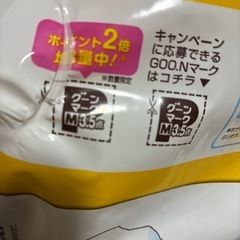 ポイント2倍
増量中!
※数量限定
キャンペーン
に応募できる
GOO.Nマーク
はコチラ▼
グーン
マーク
M3.5点
グーン
マーク
M3.5点